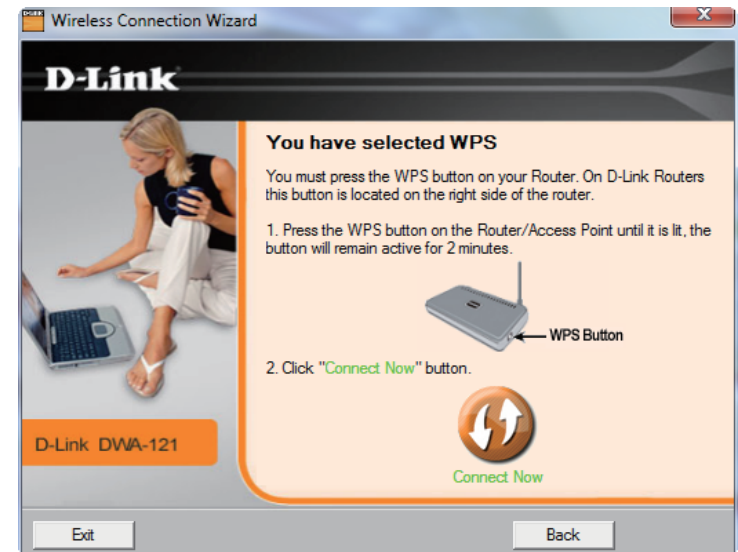 Wireless Connection Wizard
D-Link
You have selected WPS
You must press the WPS button on your Router. On D-Link Routers
this button is located on the right side of the router.
1. Press the WPS button on the Router/Access Point until it is lit, the
button will remain active for 2 minutes.
WPS Button
2. Click "Connect Now" button.
Connect Now
D-Link DWA-121
Exit
Back